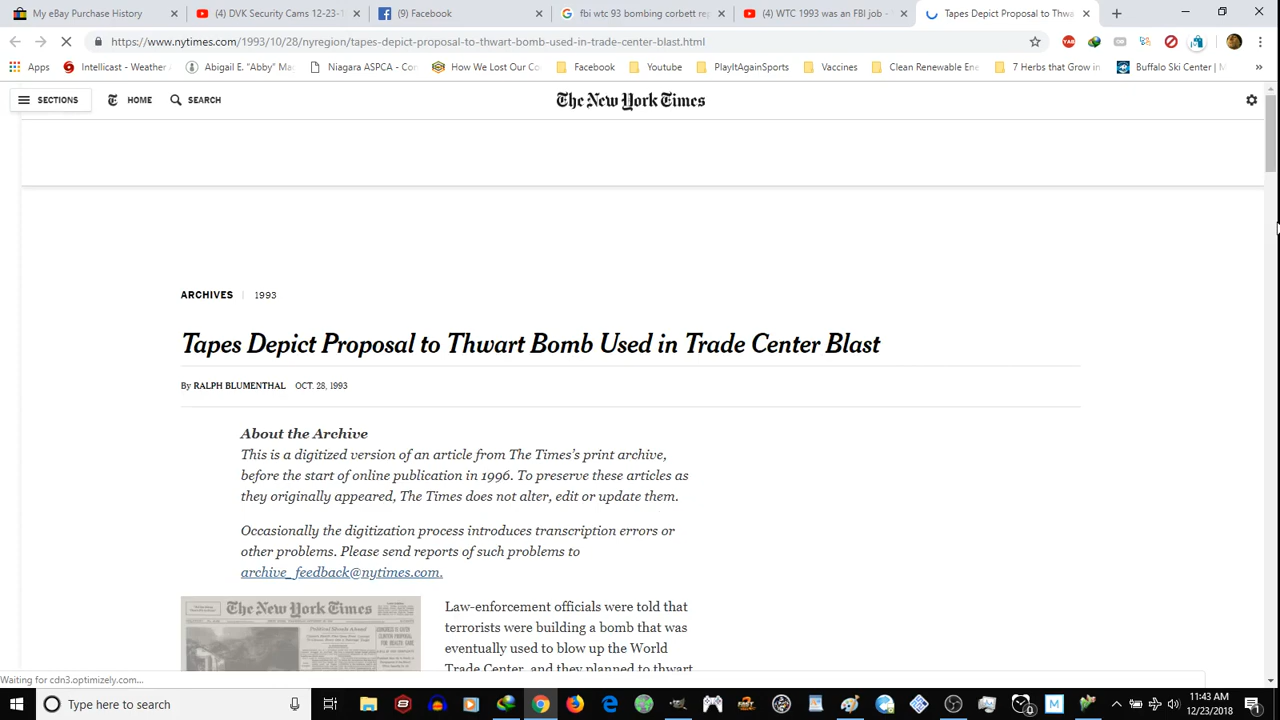 My eBay Purchase History
(4) DVK Security Cams 12-23-1
(9) Facebook
fbi wtc 93 bombing corbett rep
(4) WTC 1993 was an FBI job
Tapes Depict Proposal to Thwa
https://www.nytimes.com/1993/10/28/nyregion/tapes-depict-proposal-to-thwart-bomb-used-in-trade-center-blast.html
Apps
Intellicast - Weather
Abigail E. "Abby" Ma
Niagara ASPCA - Con
How We Lost Our Co
Facebook
Youtube
PlayItAgainSports
Vaccines
Clean Renewable Ene
7 Herbs that Grow in
Buffalo Ski Center | M
SECTIONS
HOME
SEARCH
The New York Times
ARCHIVES | 1993
Tapes Depict Proposal to Thwart Bomb Used in Trade Center Blast
By RALPH BLUMENTHAL OCT. 28, 1993
About the Archive
This is a digitized version of an article from The Times's print archive,
before the start of online publication in 1996. To preserve these articles as
they originally appeared, The Times does not alter, edit or update them.
Occasionally the digitization process introduces transcription errors or
other problems. Please send reports of such problems to
archive_feedback@nytimes.com.
The New York Times
Law-enforcement officials were told that
terrorists were building a bomb that was
eventually used to blow up the World
Trade Center, and they planned to thwart
Waiting for cdn3.optimizely.com...
Type here to search
11:43 AM
12/23/2018